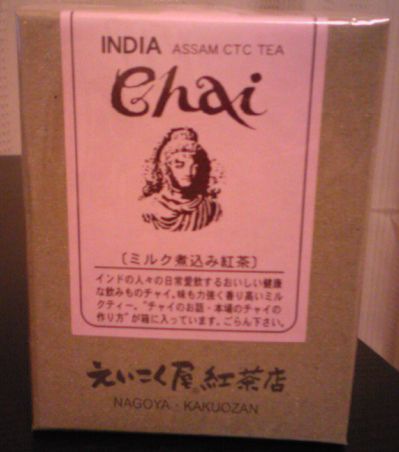 INDIA ASSAM CTC TEA
Chai
〔ミルク煮込み紅茶〕
インドの人々の日常愛飲するおいしい健康
な飲みものチャイ。味も力強く香り高いミル
クティー、“チャイのお話・本場のチャイの
作り方”が箱に入っています。ごらん下さい。
えいこく屋紅茶店
NAGOYA・KAKUOZAN